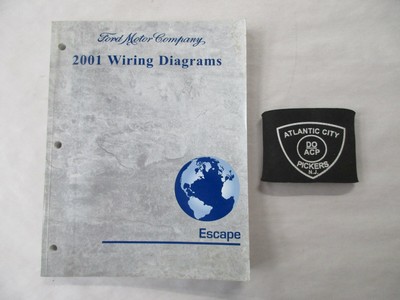 Ford Motor Company,
2001 Wiring Diagrams
Escape
ATLANTIC CITY
DO
ACP
PICKERS
N.J.